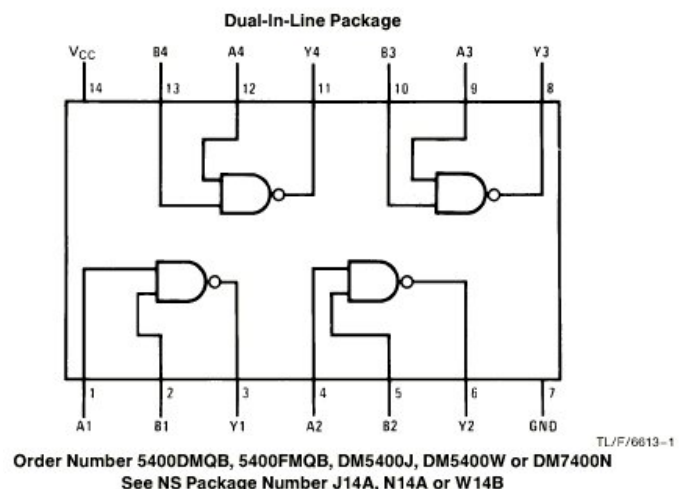 Dual-In-Line Package
VCC B4 A4 Y4 B3 A3 Y3
14 13 12 11 10 9 8
1 2 3 4 5 6 7
A1 B1 Y1 A2 B2 Y2 GND
TL/F/6613–1
Order Number 5400DMQB, 5400FMQB, DM5400J, DM5400W or DM7400N
See NS Package Number J14A, N14A or W14B